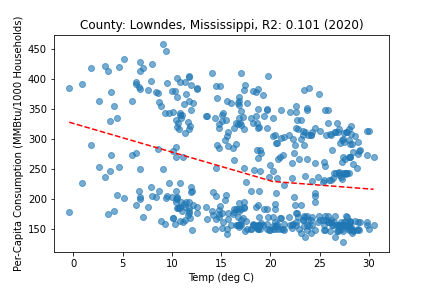 County: Lowndes, Mississippi, R2: 0.101 (2020)
Per-Capita Consumption (MMBtu/1000 Households)
450
400
350
300
250
200
150
0 5 10 15 20 25 30
Temp (deg C)